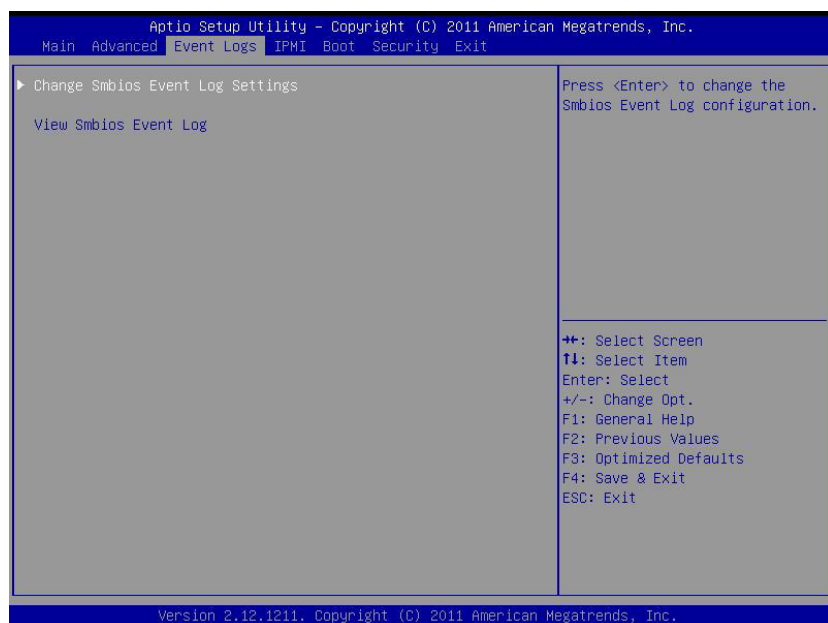 Aptio Setup Utility – Copyright (C) 2011 American Megatrends, Inc.
Main Advanced Event Logs IPMI Boot Security Exit
▶ Change Smbios Event Log Settings
View Smbios Event Log
Press <Enter> to change the
Smbios Event Log configuration.
→←: Select Screen
↑↓: Select Item
Enter: Select
+/-: Change Opt.
F1: General Help
F2: Previous Values
F3: Optimized Defaults
F4: Save & Exit
ESC: Exit
Version 2.12.1211. Copyright (C) 2011 American Megatrends, Inc.